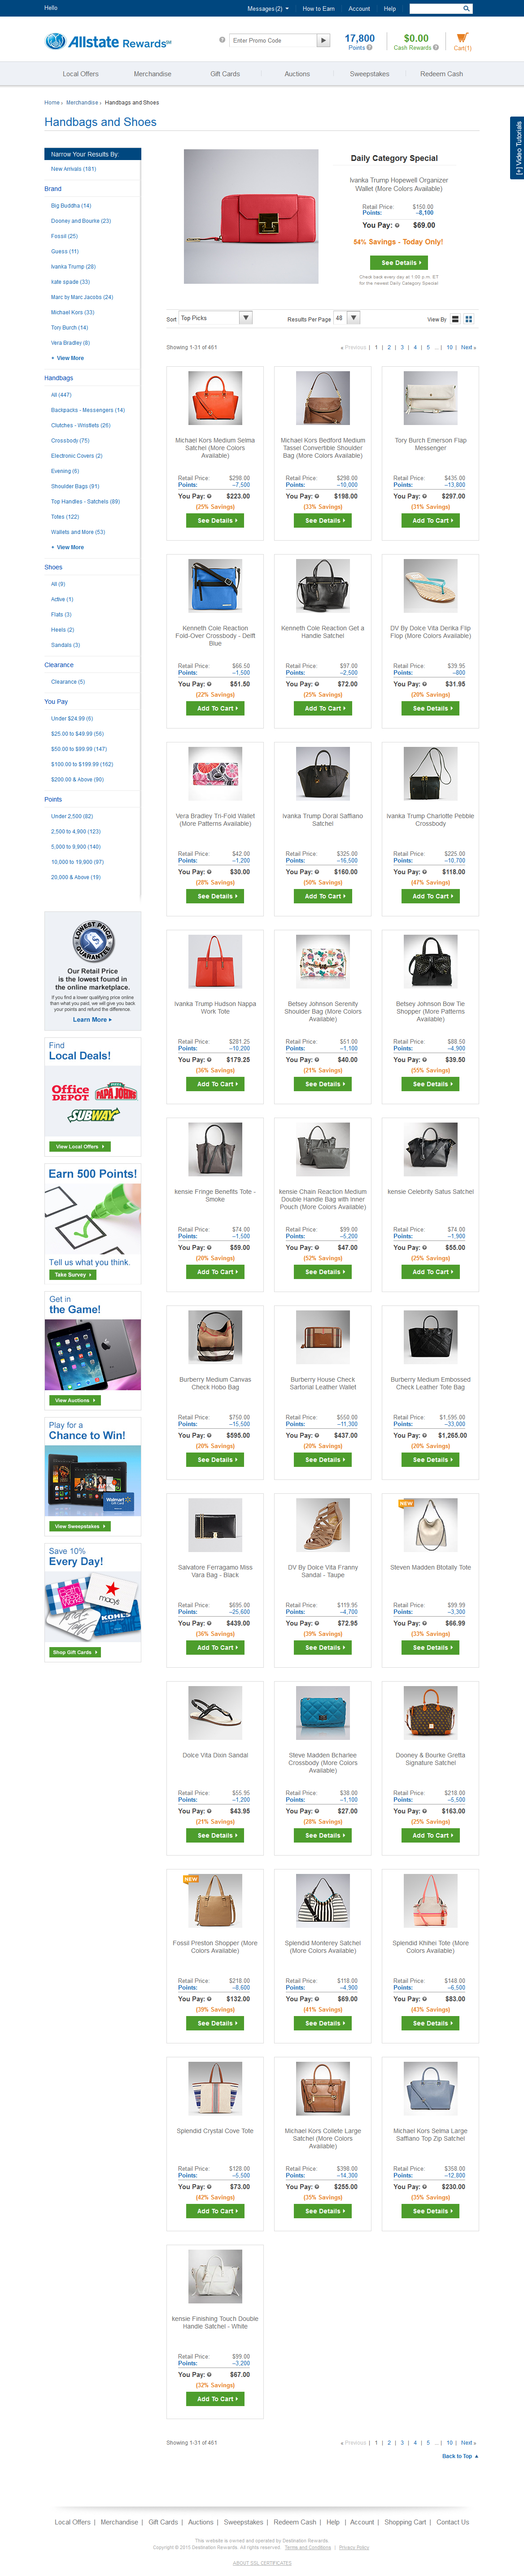 Hello
Messages(2)
How to Earn
Account
Help
Allstate Rewards
Enter Promo Code
17,800
Points
$0.00
Cash Rewards
Cart(1)
Local Offers
Merchandise
Gift Cards
Auctions
Sweepstakes
Redeem Cash
[+] Video Tutorials
Home › Merchandise › Handbags and Shoes
Handbags and Shoes
Narrow Your Results By:
New Arrivals (181)
Brand
Big Buddha (14)
Dooney and Bourke (23)
Fossil (25)
Guess (11)
Ivanka Trump (28)
kate spade (33)
Marc by Marc Jacobs (24)
Michael Kors (33)
Tory Burch (14)
Vera Bradley (8)
+ View More
Handbags
All (447)
Backpacks - Messengers (14)
Clutches - Wristlets (26)
Crossbody (75)
Electronic Covers (2)
Evening (6)
Shoulder Bags (91)
Top Handles - Satchels (89)
Totes (122)
Wallets and More (53)
+ View More
Shoes
All (9)
Active (1)
Flats (3)
Heels (2)
Sandals (3)
Clearance
Clearance (5)
You Pay
Under $24.99 (6)
$25.00 to $49.99 (56)
$50.00 to $99.99 (147)
$100.00 to $199.99 (162)
$200.00 & Above (90)
Points
Under 2,500 (82)
2,500 to 4,900 (123)
5,000 to 9,900 (140)
10,000 to 19,900 (97)
20,000 & Above (19)
LOWEST PRICE
GUARANTEE
Our Retail Price
is the lowest found in
the online marketplace.
If you find a lower qualifying price online
than what you paid, we will give you back
your points and refund the difference.
Learn More
Find
Local Deals!
Office DEPOT
PAPA JOHNS
SUBWAY
View Local Offers
Earn 500 Points!
Tell us what you think.
Take Survey
Get in
the Game!
View Auctions
Play for a
Chance to Win!
Walmart
View Sweepstakes
Save 10%
Every Day!
macys
KOHL'S
Shop Gift Cards
Daily Category Special
Ivanka Trump Hopewell Organizer
Wallet (More Colors Available)
Retail Price: $150.00
Points: –8,100
You Pay: $69.00
54% Savings - Today Only!
See Details
Check back every day at 1:00 p.m. ET
for the newest Daily Category Special
Sort Top Picks
Results Per Page 48
View By
Showing 1-31 of 461
« Previous | 1 | 2 | 3 | 4 | 5 ... | 10 | Next »
Michael Kors Medium Selma
Satchel (More Colors
Available)
Retail Price: $298.00
Points: –7,500
You Pay: $223.00
(25% Savings)
See Details
Michael Kors Bedford Medium
Tassel Convertible Shoulder
Bag (More Colors Available)
Retail Price: $298.00
Points: –10,000
You Pay: $198.00
(33% Savings)
See Details
Tory Burch Emerson Flap
Messenger
Retail Price: $435.00
Points: –13,800
You Pay: $297.00
(31% Savings)
Add To Cart
Kenneth Cole Reaction
Fold-Over Crossbody - Delft
Blue
Retail Price: $66.50
Points: –1,500
You Pay: $51.50
(22% Savings)
Add To Cart
Kenneth Cole Reaction Get a
Handle Satchel
Retail Price: $97.00
Points: –2,500
You Pay: $72.00
(25% Savings)
Add To Cart
DV By Dolce Vita Derika Flip
Flop (More Colors Available)
Retail Price: $39.95
Points: –800
You Pay: $31.95
(20% Savings)
See Details
Vera Bradley Tri-Fold Wallet
(More Patterns Available)
Retail Price: $42.00
Points: –1,200
You Pay: $30.00
(28% Savings)
See Details
Ivanka Trump Doral Saffiano
Satchel
Retail Price: $325.00
Points: –16,500
You Pay: $160.00
(50% Savings)
Add To Cart
Ivanka Trump Charlotte Pebble
Crossbody
Retail Price: $225.00
Points: –10,700
You Pay: $118.00
(47% Savings)
Add To Cart
Ivanka Trump Hudson Nappa
Work Tote
Retail Price: $281.25
Points: –10,200
You Pay: $179.25
(36% Savings)
Add To Cart
Betsey Johnson Serenity
Shoulder Bag (More Colors
Available)
Retail Price: $51.00
Points: –1,100
You Pay: $40.00
(21% Savings)
See Details
Betsey Johnson Bow Tie
Shopper (More Patterns
Available)
Retail Price: $88.50
Points: –4,900
You Pay: $39.50
(55% Savings)
See Details
kensie Fringe Benefits Tote -
Smoke
Retail Price: $74.00
Points: –1,500
You Pay: $59.00
(20% Savings)
Add To Cart
kensie Chain Reaction Medium
Double Handle Bag with Inner
Pouch (More Colors Available)
Retail Price: $99.00
Points: –5,200
You Pay: $47.00
(52% Savings)
See Details
kensie Celebrity Satus Satchel
Retail Price: $74.00
Points: –1,900
You Pay: $55.00
(25% Savings)
Add To Cart
Burberry Medium Canvas
Check Hobo Bag
Retail Price: $750.00
Points: –15,500
You Pay: $595.00
(20% Savings)
See Details
Burberry House Check
Sartorial Leather Wallet
Retail Price: $550.00
Points: –11,300
You Pay: $437.00
(20% Savings)
See Details
Burberry Medium Embossed
Check Leather Tote Bag
Retail Price: $1,595.00
Points: –33,000
You Pay: $1,265.00
(20% Savings)
See Details
Salvatore Ferragamo Miss
Vara Bag - Black
Retail Price: $695.00
Points: –25,600
You Pay: $439.00
(36% Savings)
Add To Cart
DV By Dolce Vita Franny
Sandal - Taupe
Retail Price: $119.95
Points: –4,700
You Pay: $72.95
(39% Savings)
See Details
NEW
Steven Madden Btotally Tote
Retail Price: $99.99
Points: –3,300
You Pay: $66.99
(33% Savings)
See Details
Dolce Vita Dixin Sandal
Retail Price: $55.95
Points: –1,200
You Pay: $43.95
(21% Savings)
See Details
Steve Madden Bcharlee
Crossbody (More Colors
Available)
Retail Price: $38.00
Points: –1,100
You Pay: $27.00
(28% Savings)
See Details
Dooney & Bourke Gretta
Signature Satchel
Retail Price: $218.00
Points: –5,500
You Pay: $163.00
(25% Savings)
Add To Cart
NEW
Fossil Preston Shopper (More
Colors Available)
Retail Price: $218.00
Points: –8,600
You Pay: $132.00
(39% Savings)
See Details
Splendid Monterey Satchel
(More Colors Available)
Retail Price: $118.00
Points: –4,900
You Pay: $69.00
(41% Savings)
See Details
Splendid Khihei Tote (More
Colors Available)
Retail Price: $148.00
Points: –6,500
You Pay: $83.00
(43% Savings)
See Details
Splendid Crystal Cove Tote
Retail Price: $128.00
Points: –5,500
You Pay: $73.00
(42% Savings)
Add To Cart
Michael Kors Collete Large
Satchel (More Colors
Available)
Retail Price: $398.00
Points: –14,300
You Pay: $255.00
(35% Savings)
See Details
Michael Kors Selma Large
Saffiano Top Zip Satchel
Retail Price: $358.00
Points: –12,800
You Pay: $230.00
(35% Savings)
See Details
kensie Finishing Touch Double
Handle Satchel - White
Retail Price: $99.00
Points: –3,200
You Pay: $67.00
(32% Savings)
Add To Cart
Showing 1-31 of 461
« Previous | 1 | 2 | 3 | 4 | 5 ... | 10 | Next »
Back to Top
Local Offers | Merchandise | Gift Cards | Auctions | Sweepstakes | Redeem Cash | Help | Account | Shopping Cart | Contact Us
This website is owned and operated by Destination Rewards.
Copyright © 2015 Destination Rewards. All rights reserved. Terms and Conditions | Privacy Policy
ABOUT SSL CERTIFICATES